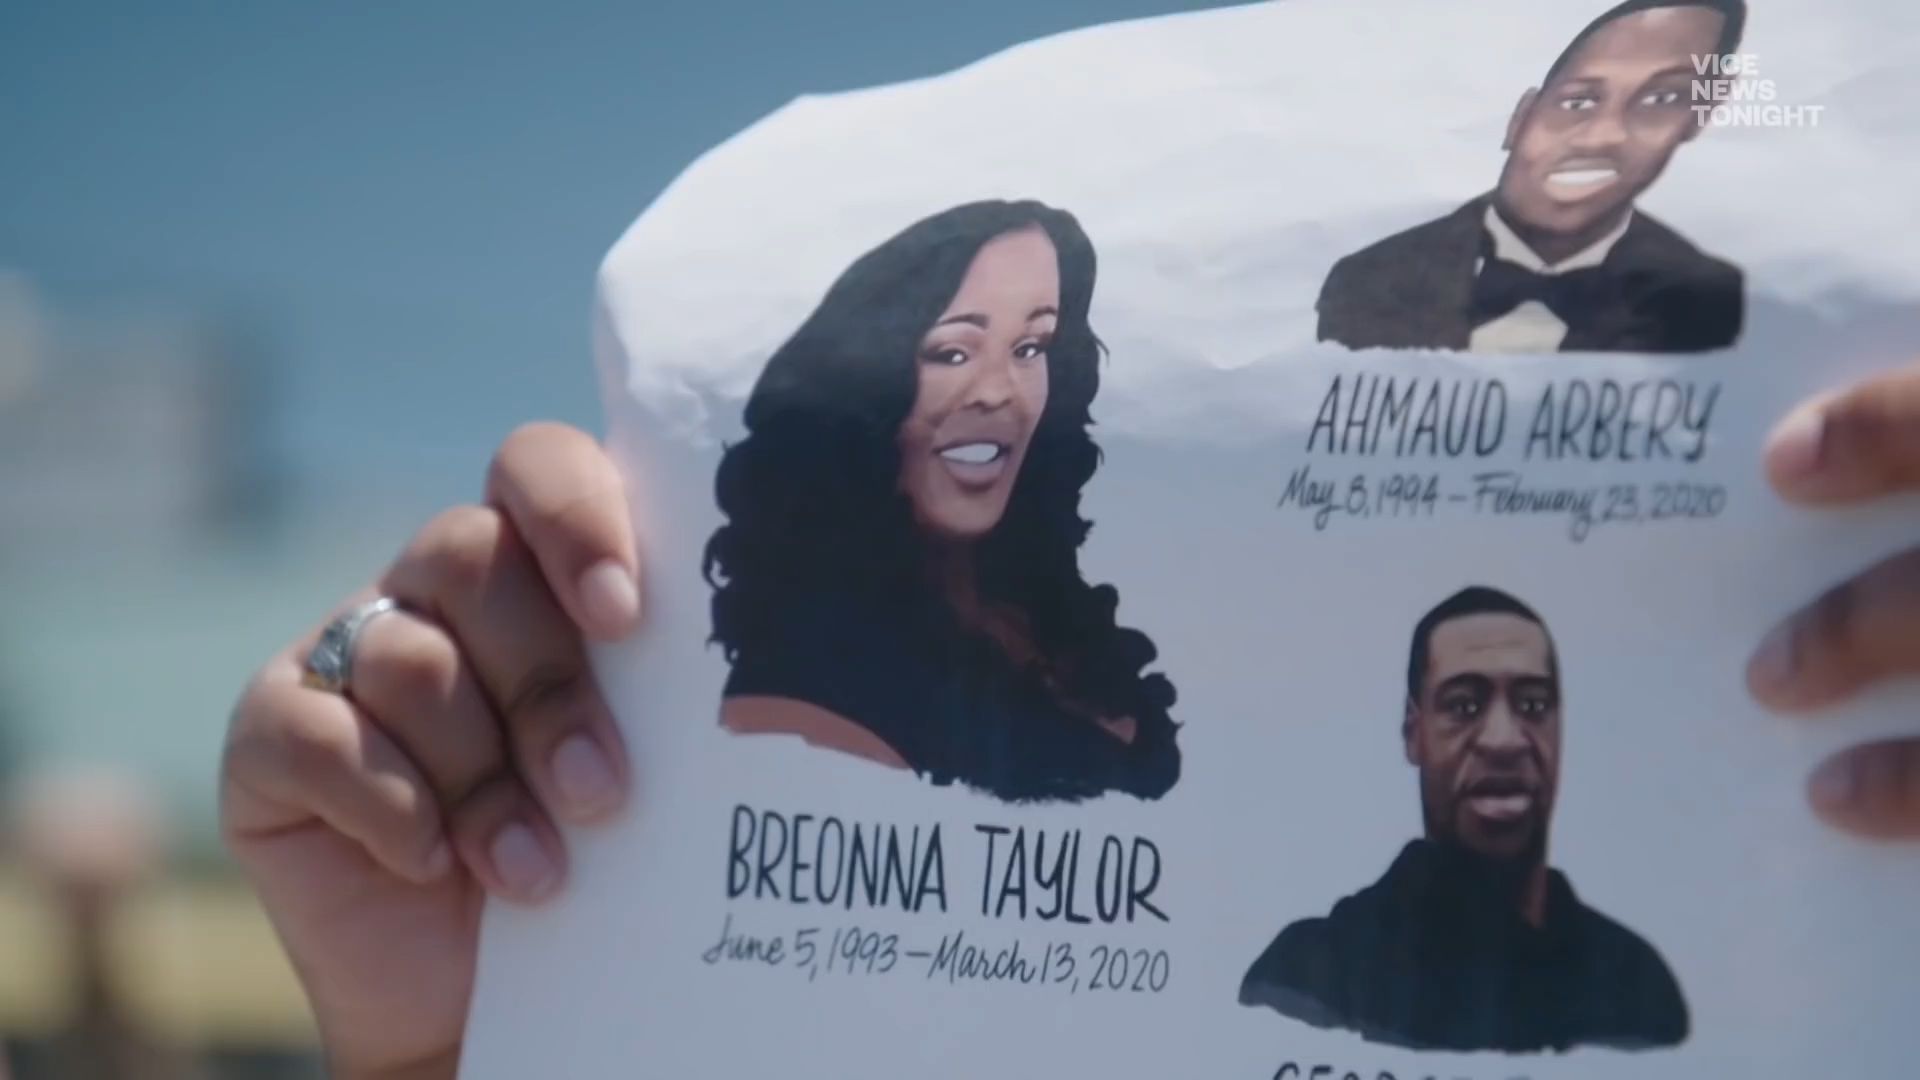 VICE
NEWS
TONIGHT
AHMAUD ARBERY
May 8, 1994 – February 23, 2020
BREONNA TAYLOR
June 5, 1993 – March 13, 2020